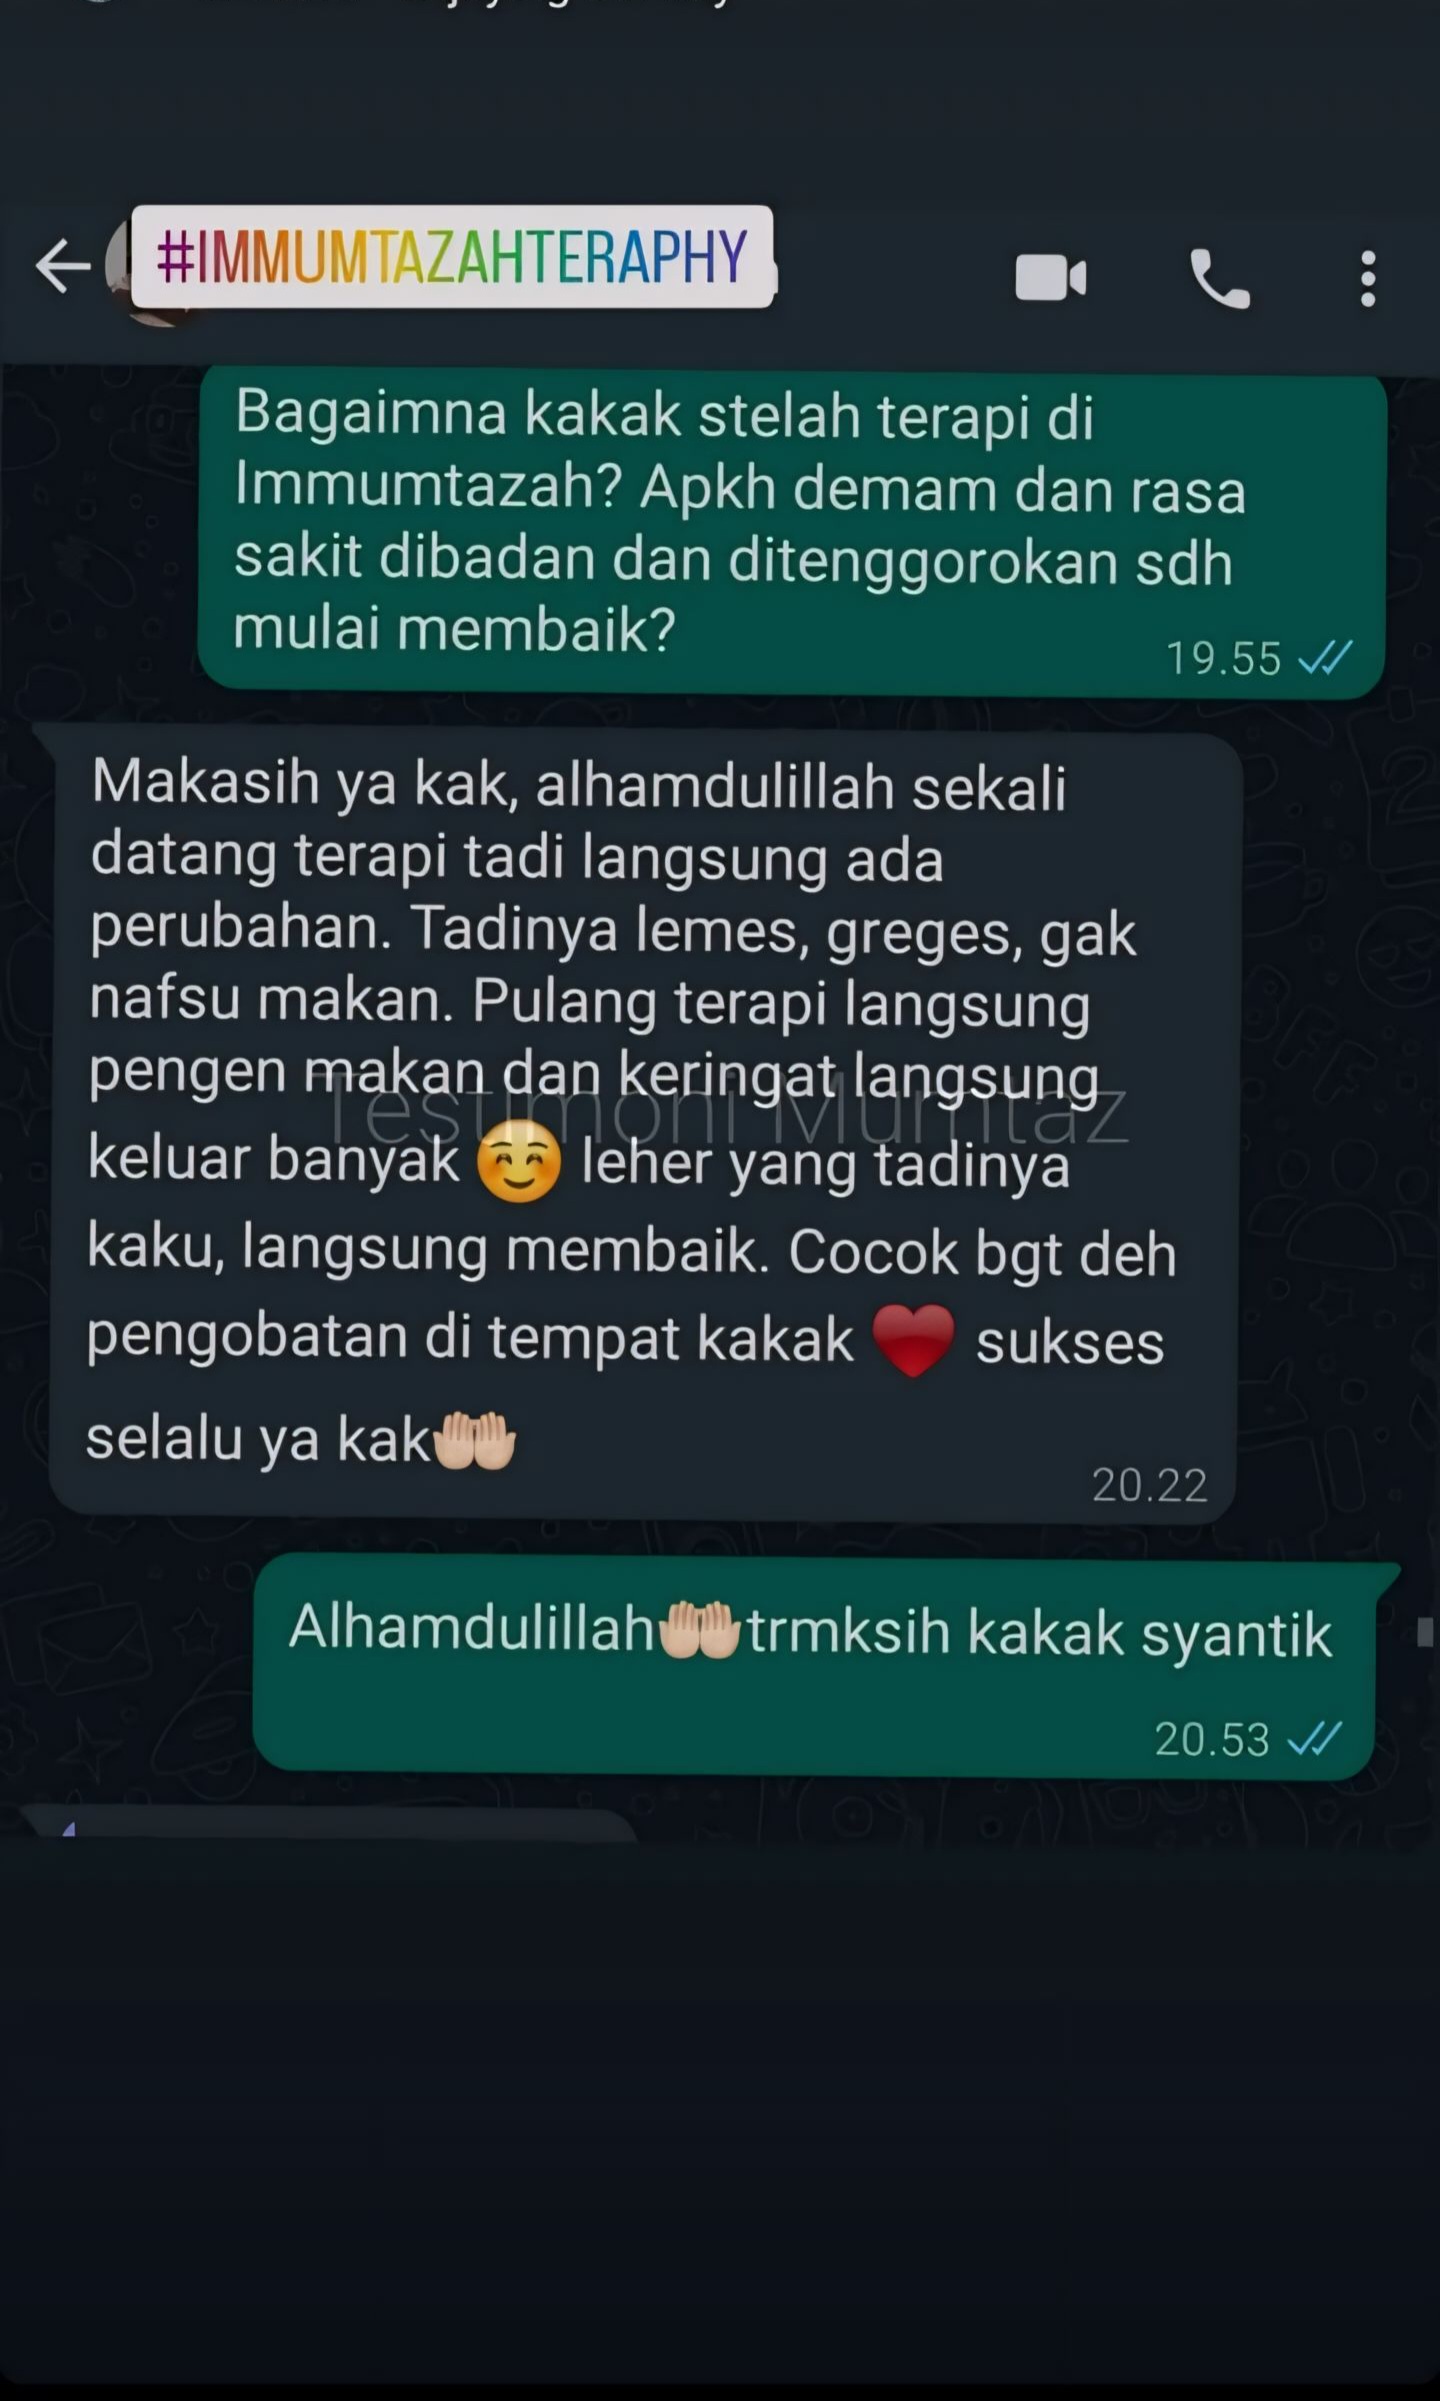 #IMMUMTAZAHTERAPHY
Bagaimna kakak stelah terapi di
Immumtazah? Apkh demam dan rasa
sakit dibadan dan ditenggorokan sdh
mulai membaik?
19.55
Makasih ya kak, alhamdulillah sekali
datang terapi tadi langsung ada
perubahan. Tadinya lemes, greges, gak
nafsu makan. Pulang terapi langsung
pengen makan dan keringat langsung
Testimoni Mumtaz
keluar banyak 😊 leher yang tadinya
kaku, langsung membaik. Cocok bgt deh
pengobatan di tempat kakak ❤️ sukses
selalu ya kak🤲🏻
20.22
Alhamdulillah🤲🏻trmksih kakak syantik
20.53